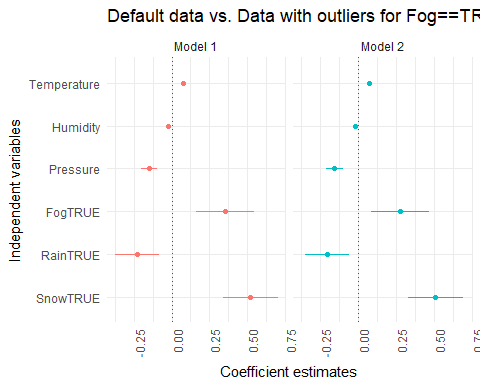 Default data vs. Data with outliers for Fog==TR
Model 1
Model 2
Independent variables
Temperature
Humidity
Pressure
FogTRUE
RainTRUE
SnowTRUE
-0.25 0.00 0.25 0.50 0.75
-0.25 0.00 0.25 0.50 0.75
Coefficient estimates